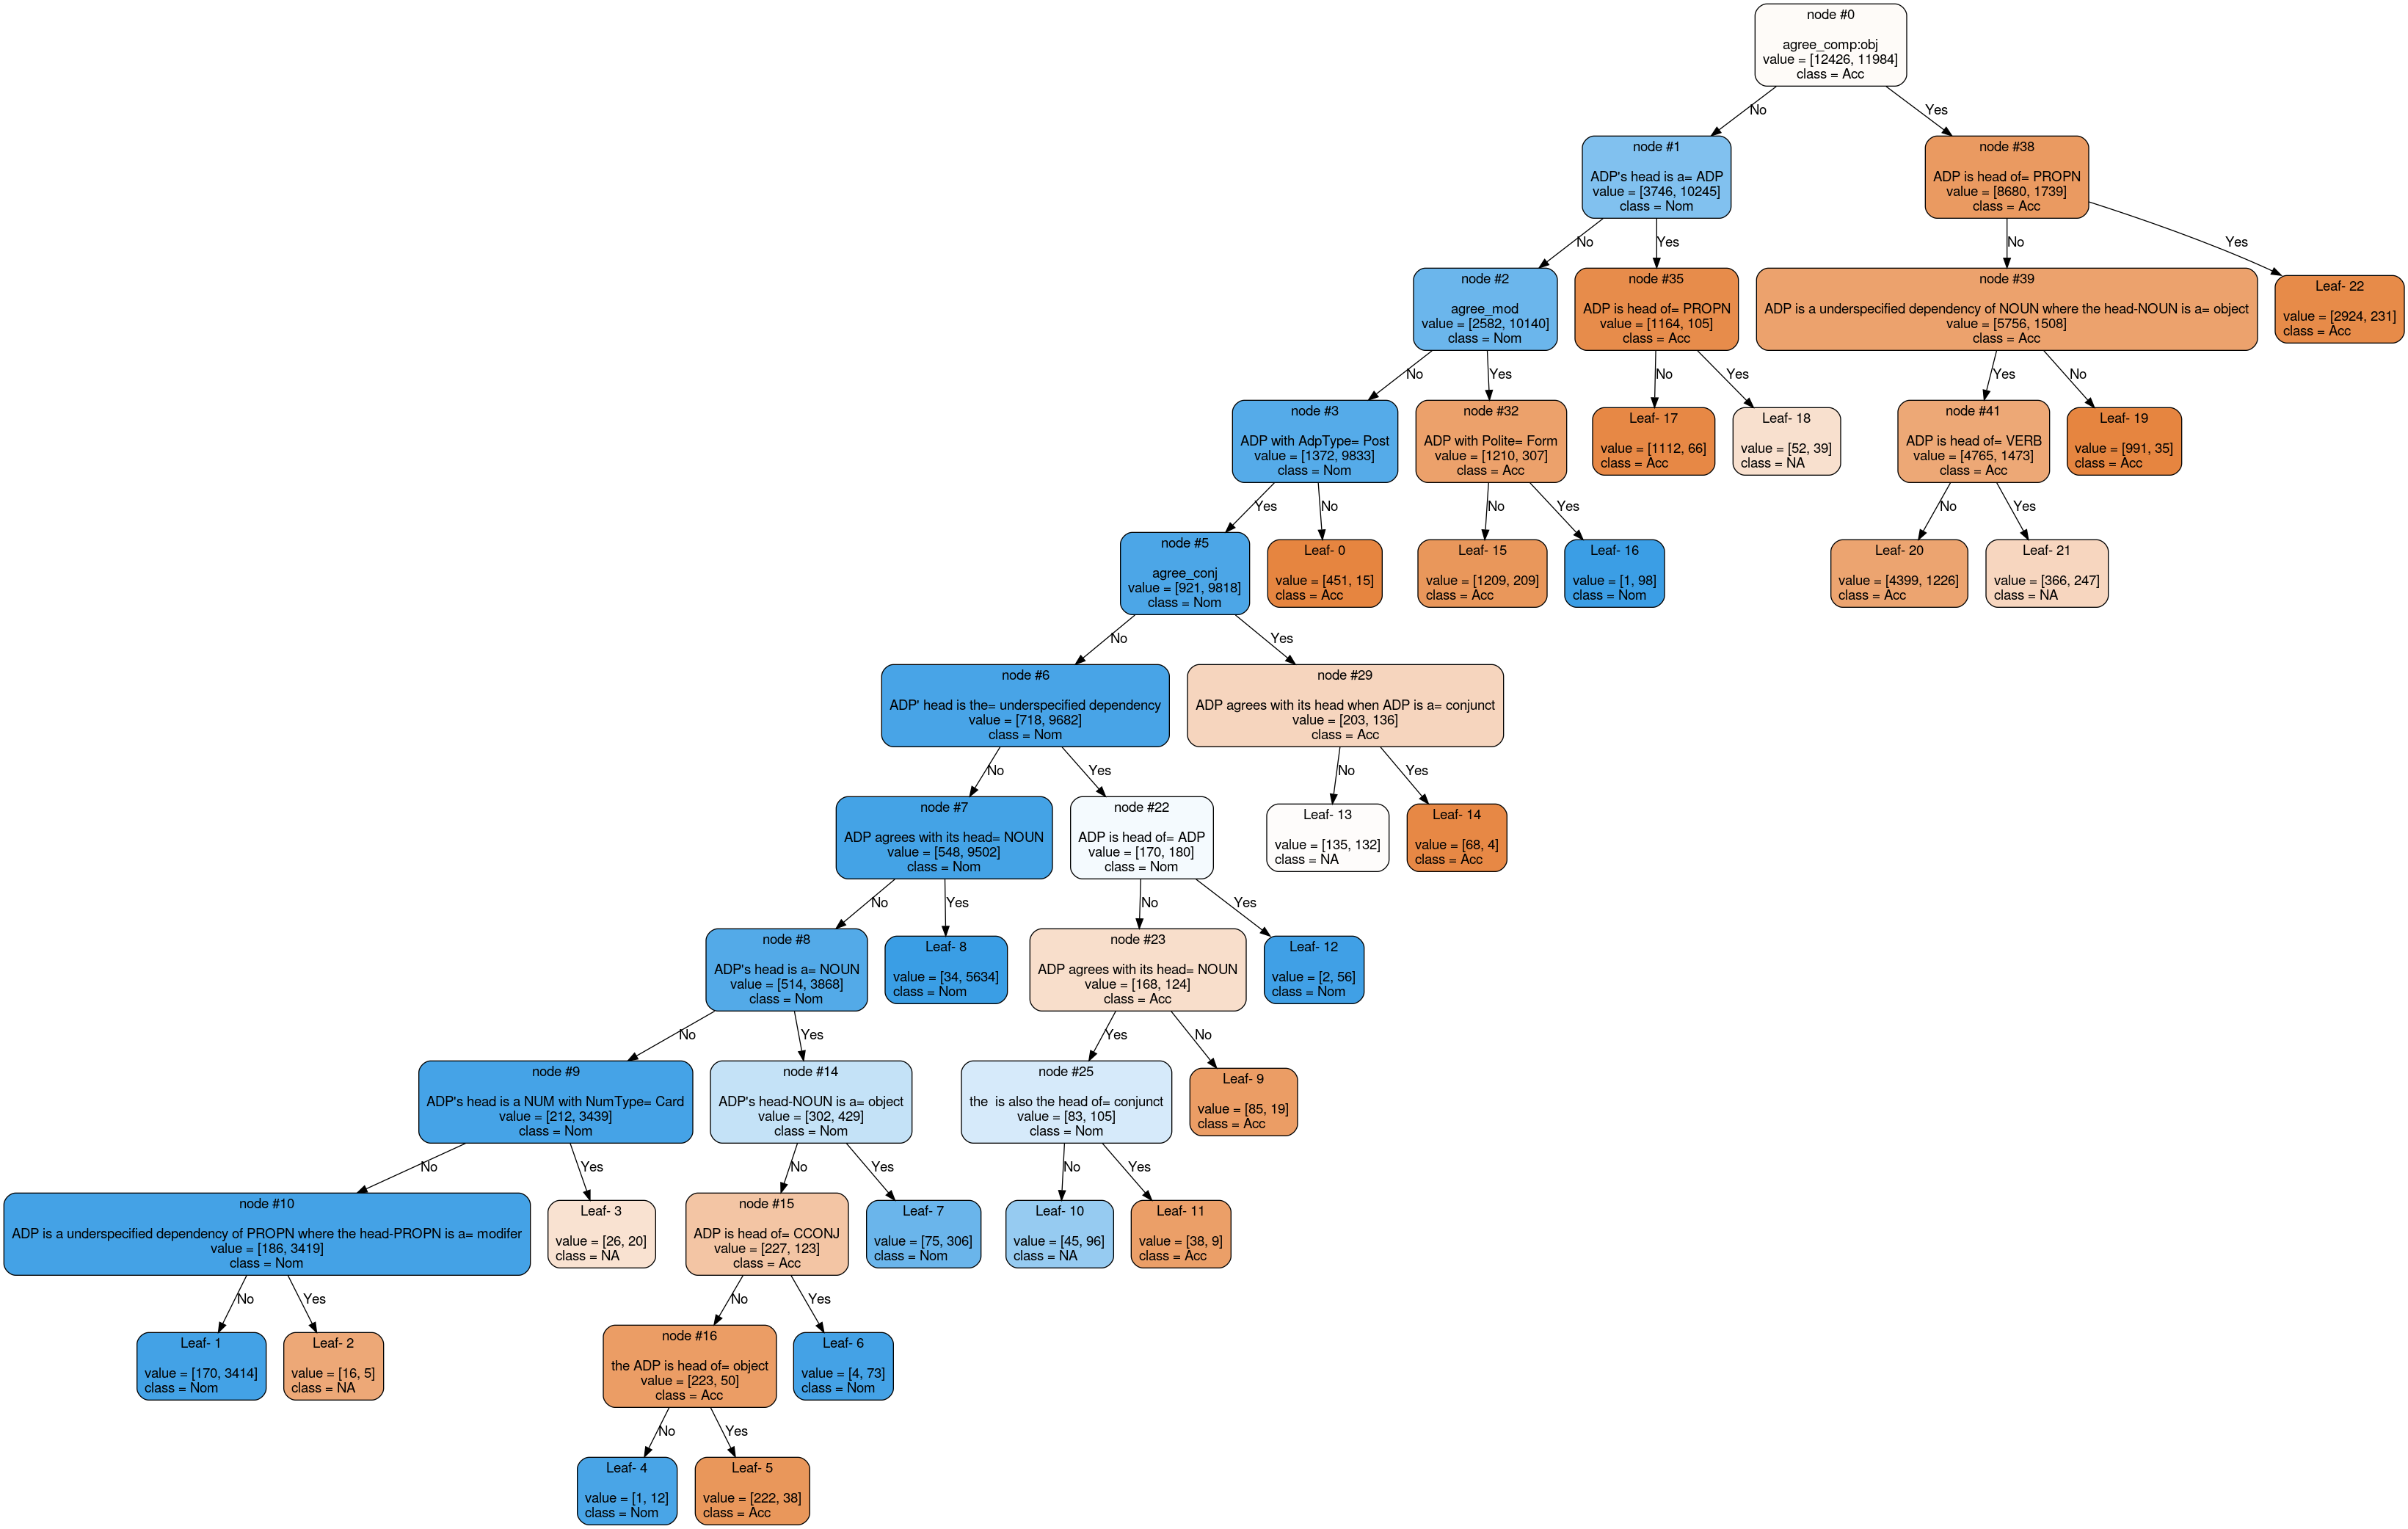 node #0
agree_comp:obj
value = [12426, 11984]
class = Acc
No
Yes
node #1
ADP's head is a= ADP
value = [3746, 10245]
class = Nom
node #38
ADP is head of= PROPN
value = [8680, 1739]
class = Acc
No
Yes
No
Yes
node #2
agree_mod
value = [2582, 10140]
class = Nom
node #35
ADP is head of= PROPN
value = [1164, 105]
class = Acc
node #39
ADP is a underspecified dependency of NOUN where the head-NOUN is a= object
value = [5756, 1508]
class = Acc
Leaf- 22
value = [2924, 231]
class = Acc
No
Yes
No
Yes
Yes
No
node #3
ADP with AdpType= Post
value = [1372, 9833]
class = Nom
node #32
ADP with Polite= Form
value = [1210, 307]
class = Acc
Leaf- 17
value = [1112, 66]
class = Acc
Leaf- 18
value = [52, 39]
class = NA
node #41
ADP is head of= VERB
value = [4765, 1473]
class = Acc
Leaf- 19
value = [991, 35]
class = Acc
Yes
No
No
Yes
No
Yes
node #5
agree_conj
value = [921, 9818]
class = Nom
Leaf- 0
value = [451, 15]
class = Acc
Leaf- 15
value = [1209, 209]
class = Acc
Leaf- 16
value = [1, 98]
class = Nom
Leaf- 20
value = [4399, 1226]
class = Acc
Leaf- 21
value = [366, 247]
class = NA
No
Yes
node #6
ADP' head is the= underspecified dependency
value = [718, 9682]
class = Nom
node #29
ADP agrees with its head when ADP is a= conjunct
value = [203, 136]
class = Acc
No
Yes
No
Yes
node #7
ADP agrees with its head= NOUN
value = [548, 9502]
class = Nom
node #22
ADP is head of= ADP
value = [170, 180]
class = Nom
Leaf- 13
value = [135, 132]
class = NA
Leaf- 14
value = [68, 4]
class = Acc
No
Yes
No
Yes
node #8
ADP's head is a= NOUN
value = [514, 3868]
class = Nom
Leaf- 8
value = [34, 5634]
class = Nom
node #23
ADP agrees with its head= NOUN
value = [168, 124]
class = Acc
Leaf- 12
value = [2, 56]
class = Nom
No
Yes
Yes
No
node #9
ADP's head is a NUM with NumType= Card
value = [212, 3439]
class = Nom
node #14
ADP's head-NOUN is a= object
value = [302, 429]
class = Nom
node #25
the  is also the head of= conjunct
value = [83, 105]
class = Nom
Leaf- 9
value = [85, 19]
class = Acc
No
Yes
No
Yes
No
Yes
node #10
ADP is a underspecified dependency of PROPN where the head-PROPN is a= modifer
value = [186, 3419]
class = Nom
Leaf- 3
value = [26, 20]
class = NA
node #15
ADP is head of= CCONJ
value = [227, 123]
class = Acc
Leaf- 7
value = [75, 306]
class = Nom
Leaf- 10
value = [45, 96]
class = NA
Leaf- 11
value = [38, 9]
class = Acc
No
Yes
No
Yes
Leaf- 1
value = [170, 3414]
class = Nom
Leaf- 2
value = [16, 5]
class = NA
node #16
the ADP is head of= object
value = [223, 50]
class = Acc
Leaf- 6
value = [4, 73]
class = Nom
No
Yes
Leaf- 4
value = [1, 12]
class = Nom
Leaf- 5
value = [222, 38]
class = Acc